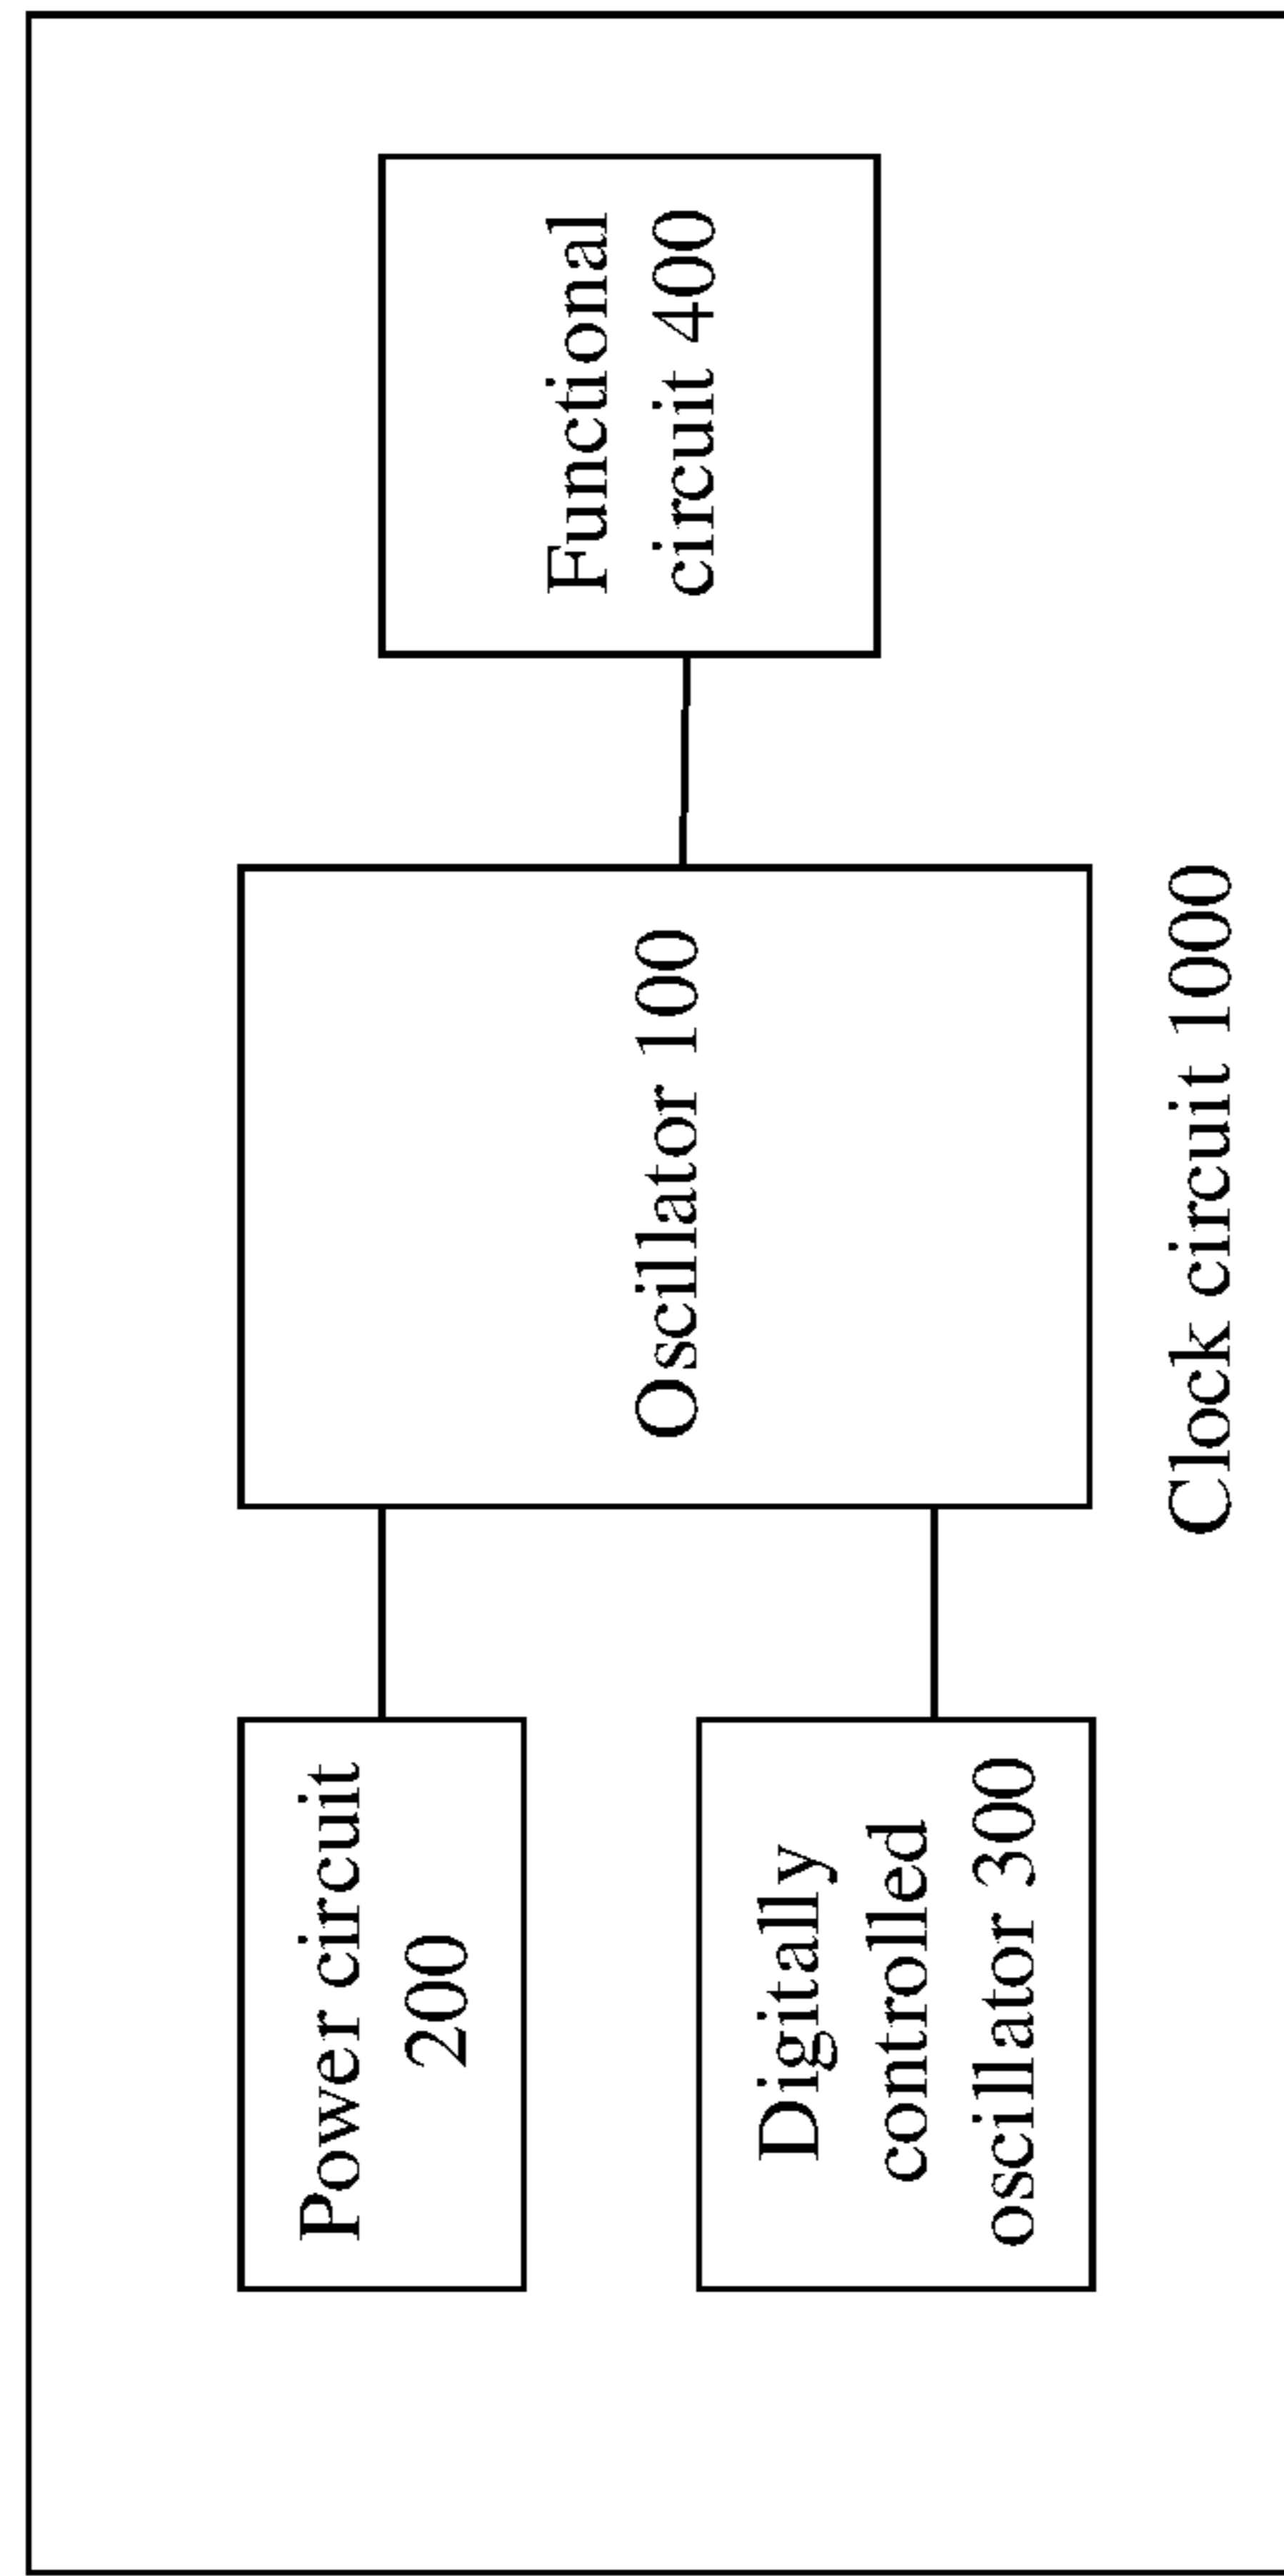 Power circuit
200
Digitally
controlled
oscillator 300
Oscillator 100
Functional
circuit 400
Clock circuit 1000